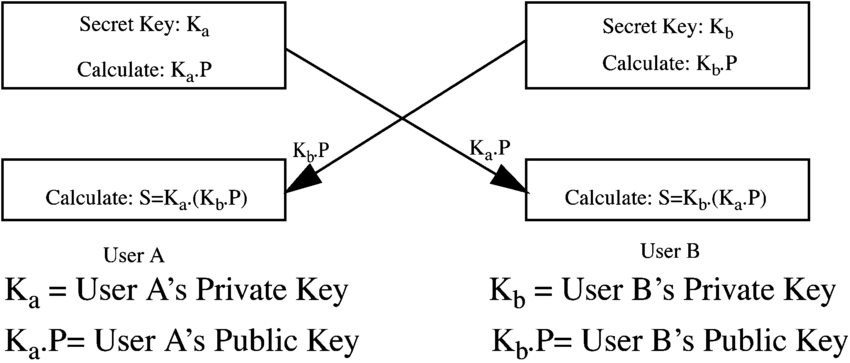 Secret Key: Ka
Calculate: Ka.P
Secret Key: Kb
Calculate: Kb.P
Kb.P
Ka.P
Calculate: S=Ka.(Kb.P)
Calculate: S=Kb.(Ka.P)
User A
User B
Ka = User A's Private Key
Kb = User B's Private Key
Ka.P= User A's Public Key
Kb.P= User B's Public Key